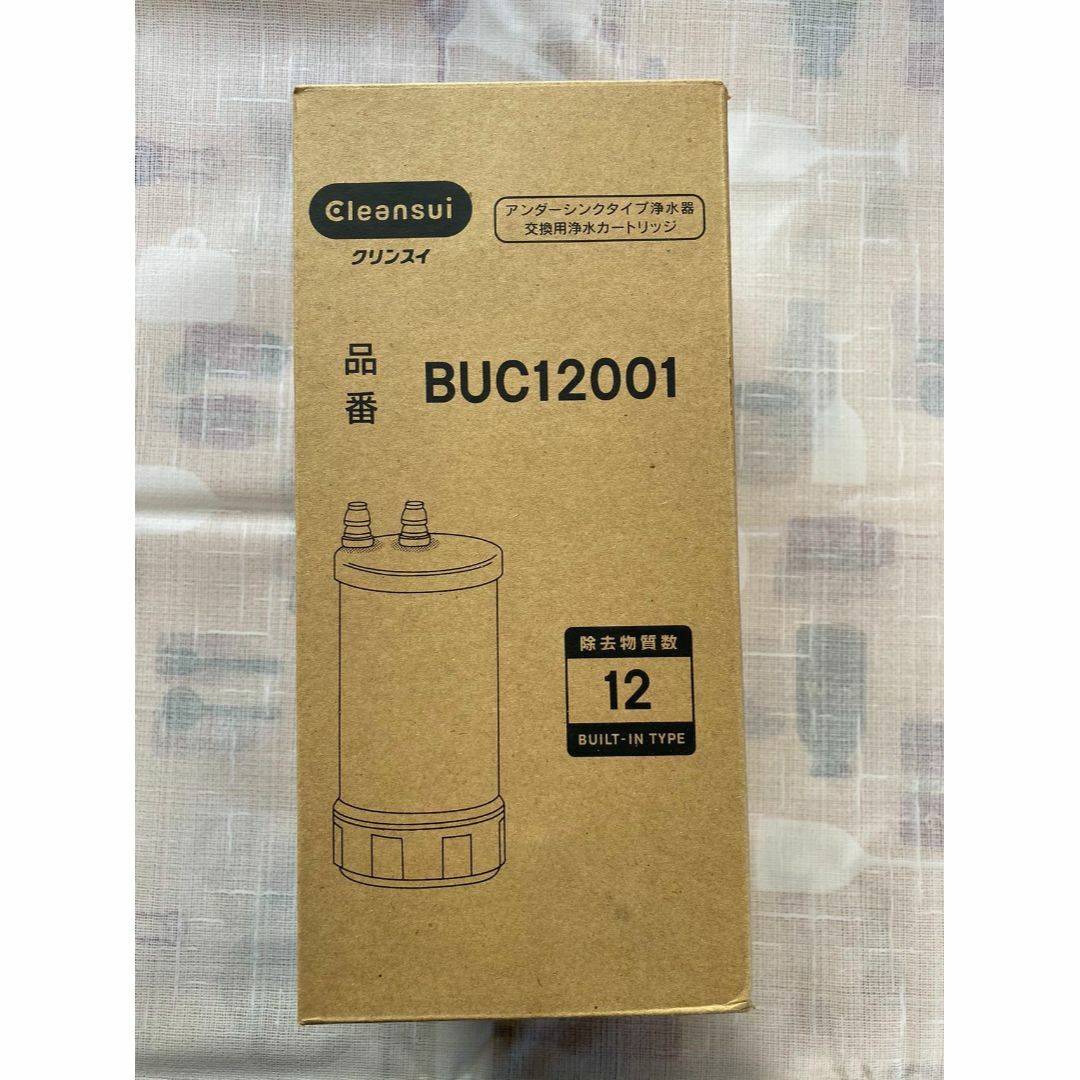 Cleansui
クリンスイ
アンダーシンクタイプ浄水器
交換用浄水カートリッジ
品番
BUC12001
除去物質数
12
BUILT-IN TYPE